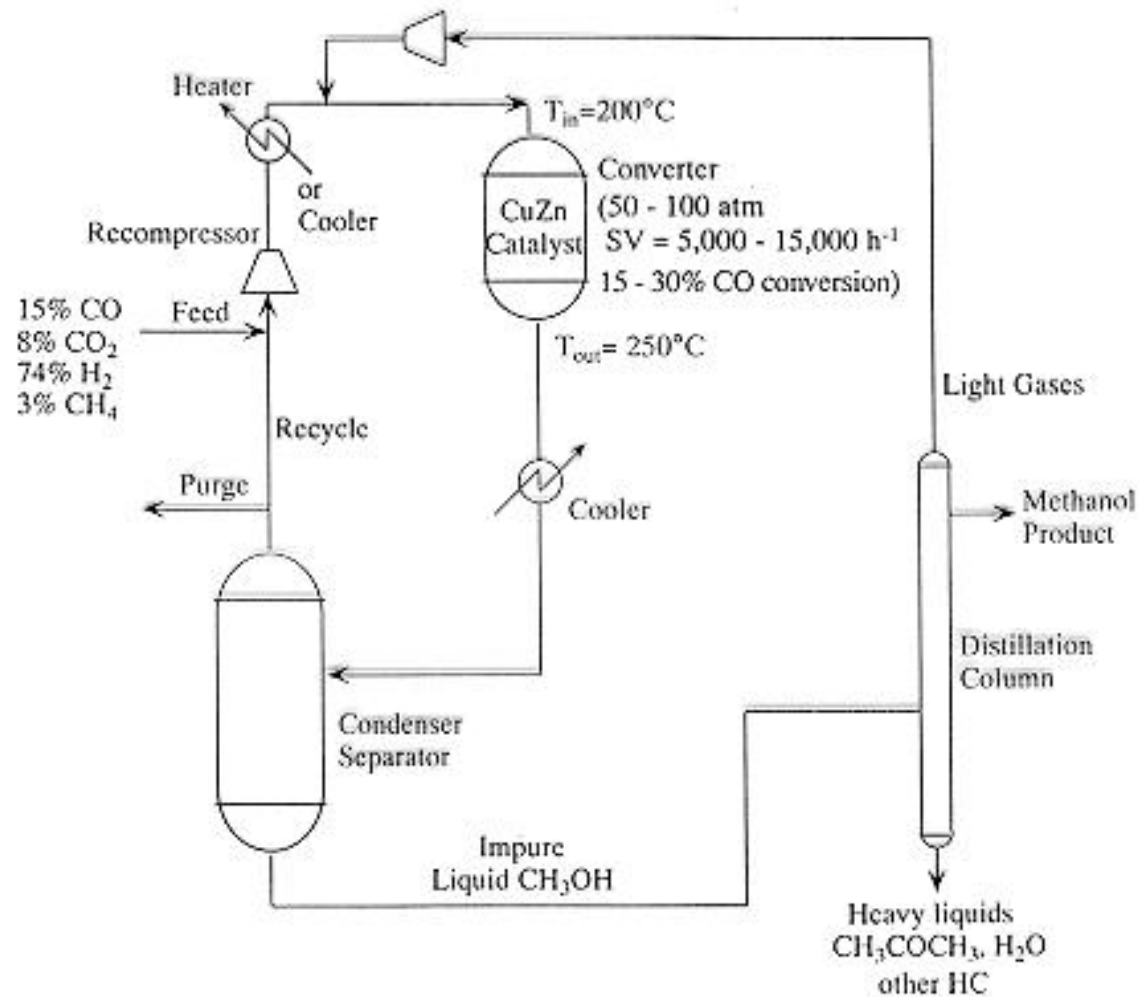 Heater
or
Cooler
Recompressor
15% CO
8% CO₂
74% H₂
3% CH₄
Feed
Recycle
Purge
T_in=200°C
Converter
(50 - 100 atm
SV = 5,000 - 15,000 h⁻¹
15 - 30% CO conversion)
CuZn
Catalyst
T_out= 250°C
Cooler
Light Gases
Methanol
Product
Distillation
Column
Condenser
Separator
Impure
Liquid CH₃OH
Heavy liquids
CH₃COCH₃, H₂O
other HC